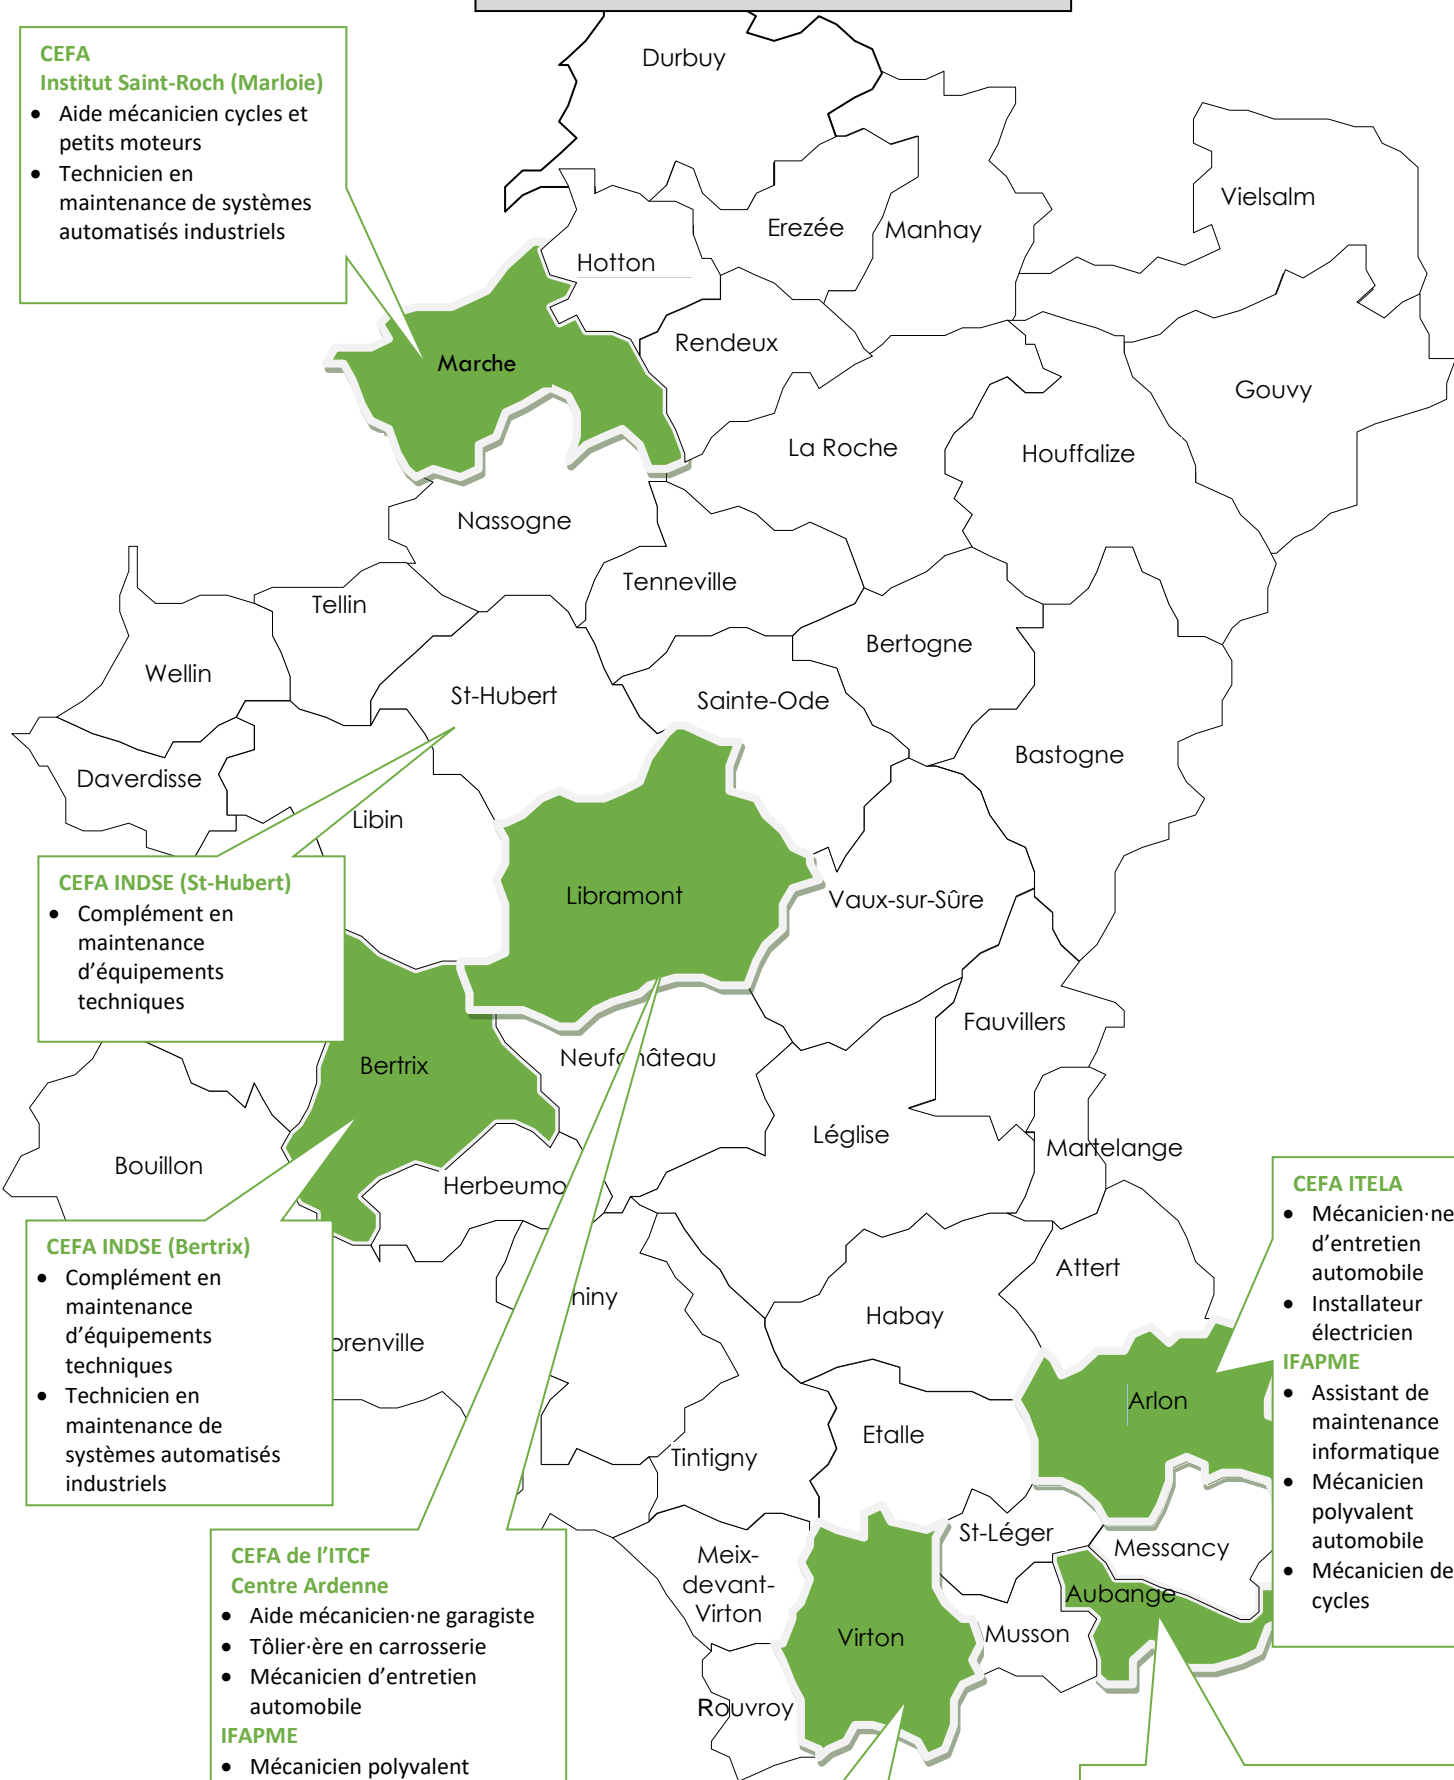 CEFA
Institut Saint-Roch (Marloie)
• Aide mécanicien cycles et
petits moteurs
• Technicien en
maintenance de systèmes
automatisés industriels
Durbuy
Vielsalm
Erezée
Manhay
Hotton
Rendeux
Marche
Gouvy
La Roche
Houffalize
Nassogne
Tenneville
Tellin
Bertogne
Wellin
St-Hubert
Sainte-Ode
Bastogne
Daverdisse
Libin
CEFA INDSE (St-Hubert)
• Complément en
maintenance
d'équipements
techniques
Libramont
Vaux-sur-Sûre
Fauvillers
Bertrix
Neufchâteau
Léglise
Martelange
Bouillon
Herbeumo
CEFA INDSE (Bertrix)
• Complément en
maintenance
d'équipements
techniques
• Technicien en
maintenance de
systèmes automatisés
industriels
hiny
orenville
Attert
Habay
CEFA ITELA
• Mécanicien·ne
d'entretien
automobile
• Installateur
électricien
IFAPME
• Assistant de
maintenance
informatique
• Mécanicien
polyvalent
automobile
• Mécanicien de
cycles
Arlon
Etalle
Tintigny
St-Léger
Messancy
Meix-
devant-
Virton
Aubange
Virton
Musson
Rouvroy
CEFA de l'ITCF
Centre Ardenne
• Aide mécanicien·ne garagiste
• Tôlier·ère en carrosserie
• Mécanicien d'entretien
automobile
IFAPME
• Mécanicien polyvalent